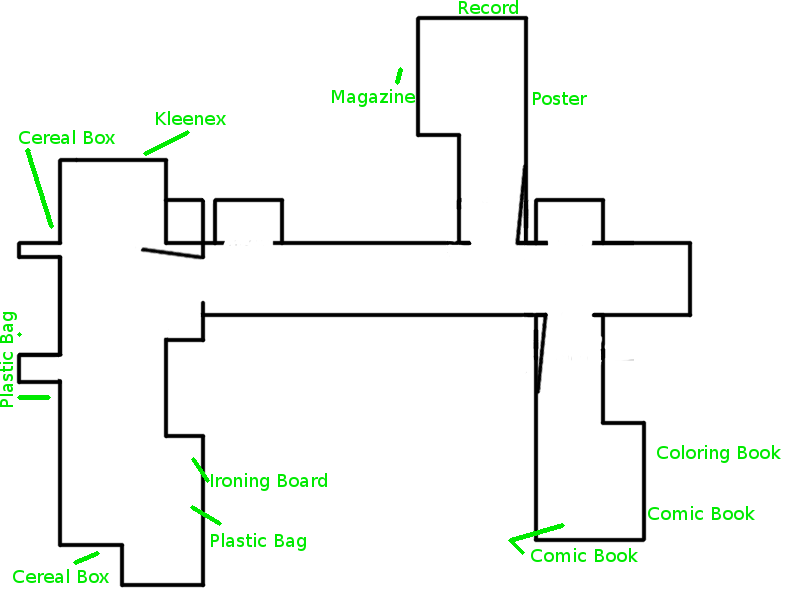 Record
Magazine
Poster
Kleenex
Cereal Box
Plastic Bag
Coloring Book
Ironing Board
Comic Book
Plastic Bag
Comic Book
Cereal Box